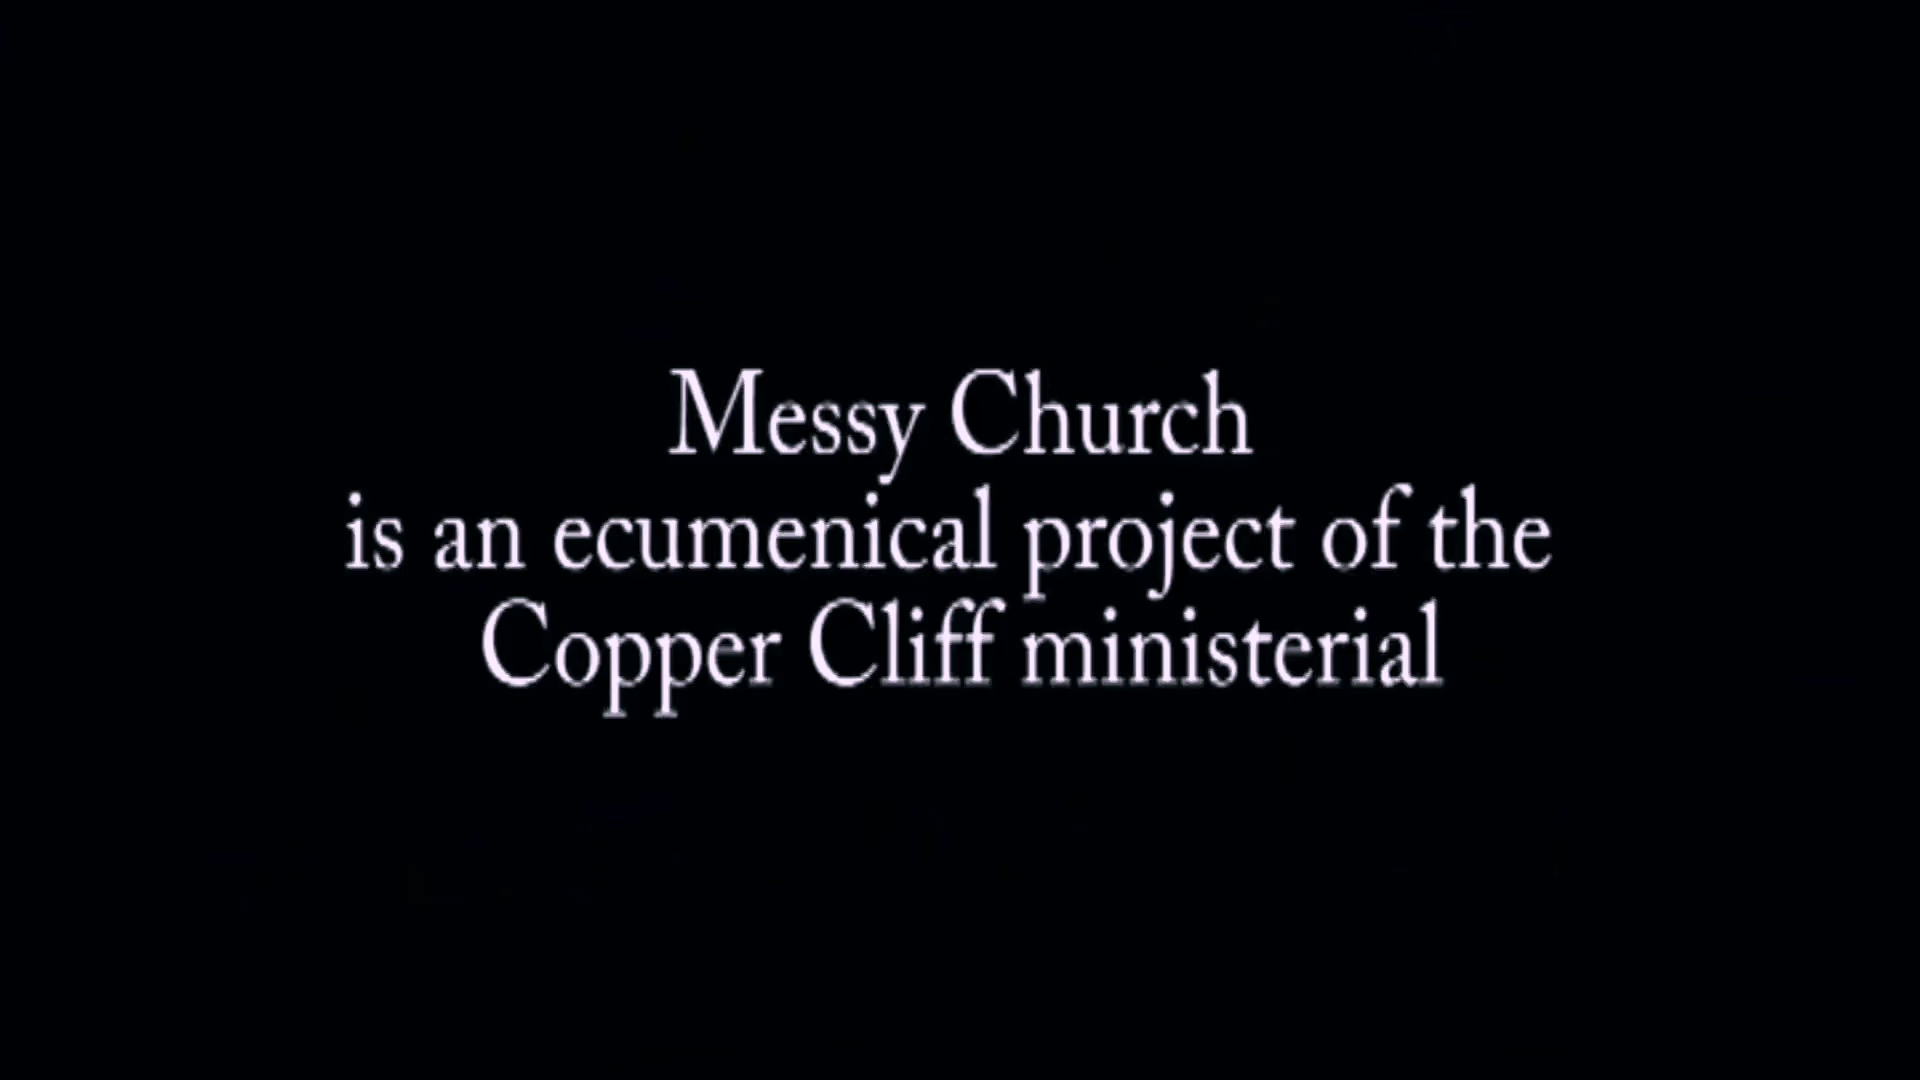 Messy Church
is an ecumenical project of the
Copper Cliff ministerial